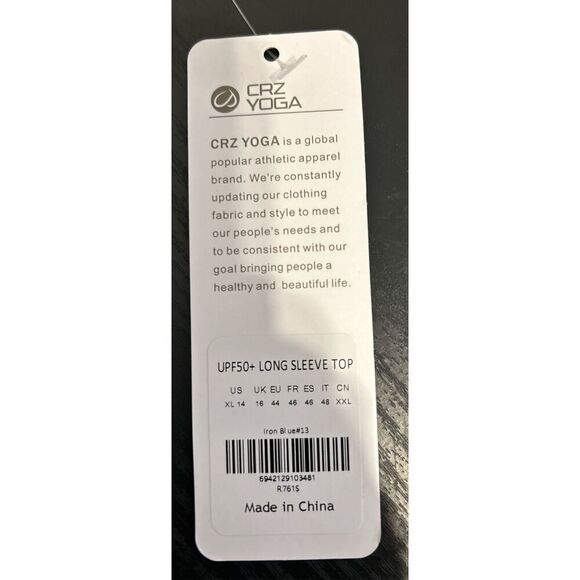 CRZ
YOGA
CRZ YOGA is a global
popular athletic apparel
brand. We're constantly
updating our clothing
fabric and style to meet
our people's needs and
to be consistent with our
goal bringing people a
healthy and beautiful life.
UPF50+ LONG SLEEVE TOP
US UK EU FR ES IT CN
XL 14 16 44 46 46 48 XXL
Iron Blue#13
6942129103481
R761S
Made in China